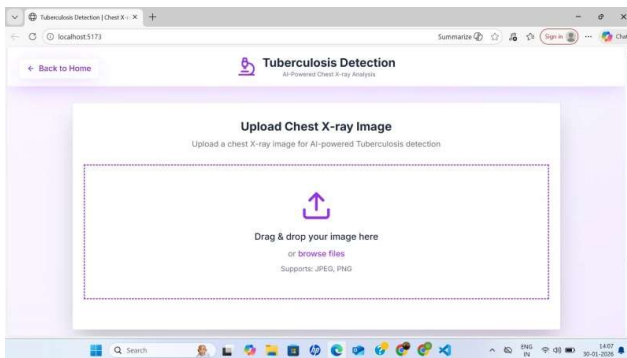 Tuberculosis Detection | Chest X-r
localhost:5173
Summarize
Sign in
Chat
← Back to Home
Tuberculosis Detection
AI-Powered Chest X-ray Analysis
Upload Chest X-ray Image
Upload a chest X-ray image for AI-powered Tuberculosis detection
Drag & drop your image here
or browse files
Supports: JPEG, PNG
Search
ENG
IN
14:07
30-01-2026